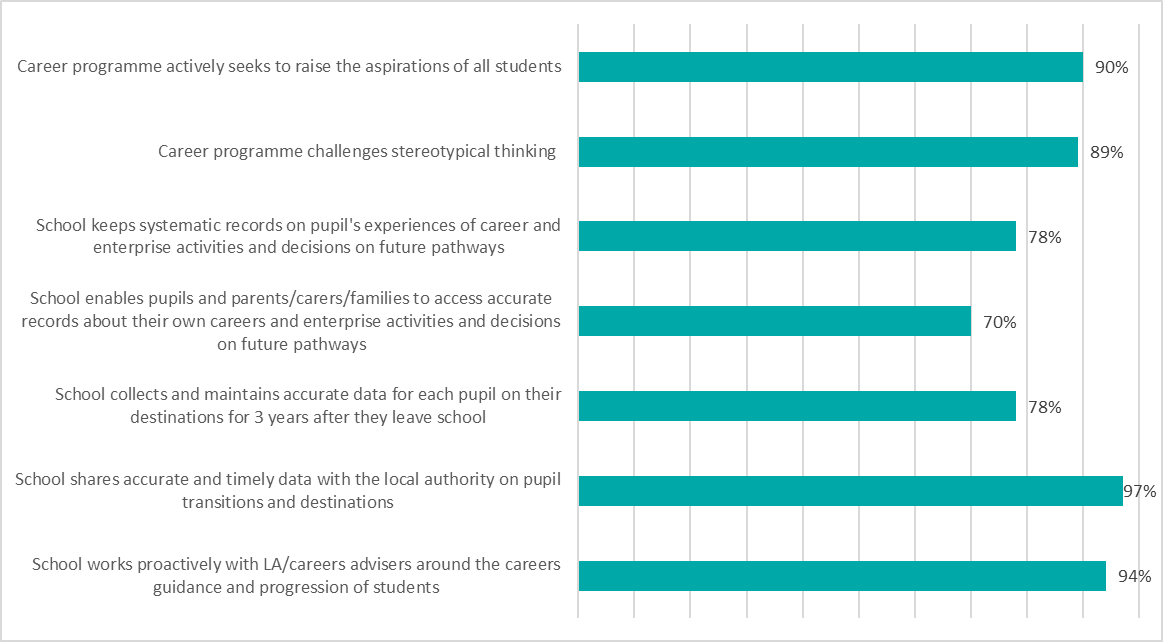 Career programme actively seeks to raise the aspirations of all students
90%
Career programme challenges stereotypical thinking
89%
School keeps systematic records on pupil's experiences of career and
enterprise activities and decisions on future pathways
78%
School enables pupils and parents/carers/families to access accurate
records about their own careers and enterprise activities and decisions
on future pathways
70%
School collects and maintains accurate data for each pupil on their
destinations for 3 years after they leave school
78%
School shares accurate and timely data with the local authority on pupil
transitions and destinations
97%
School works proactively with LA/careers advisers around the careers
guidance and progression of students
94%